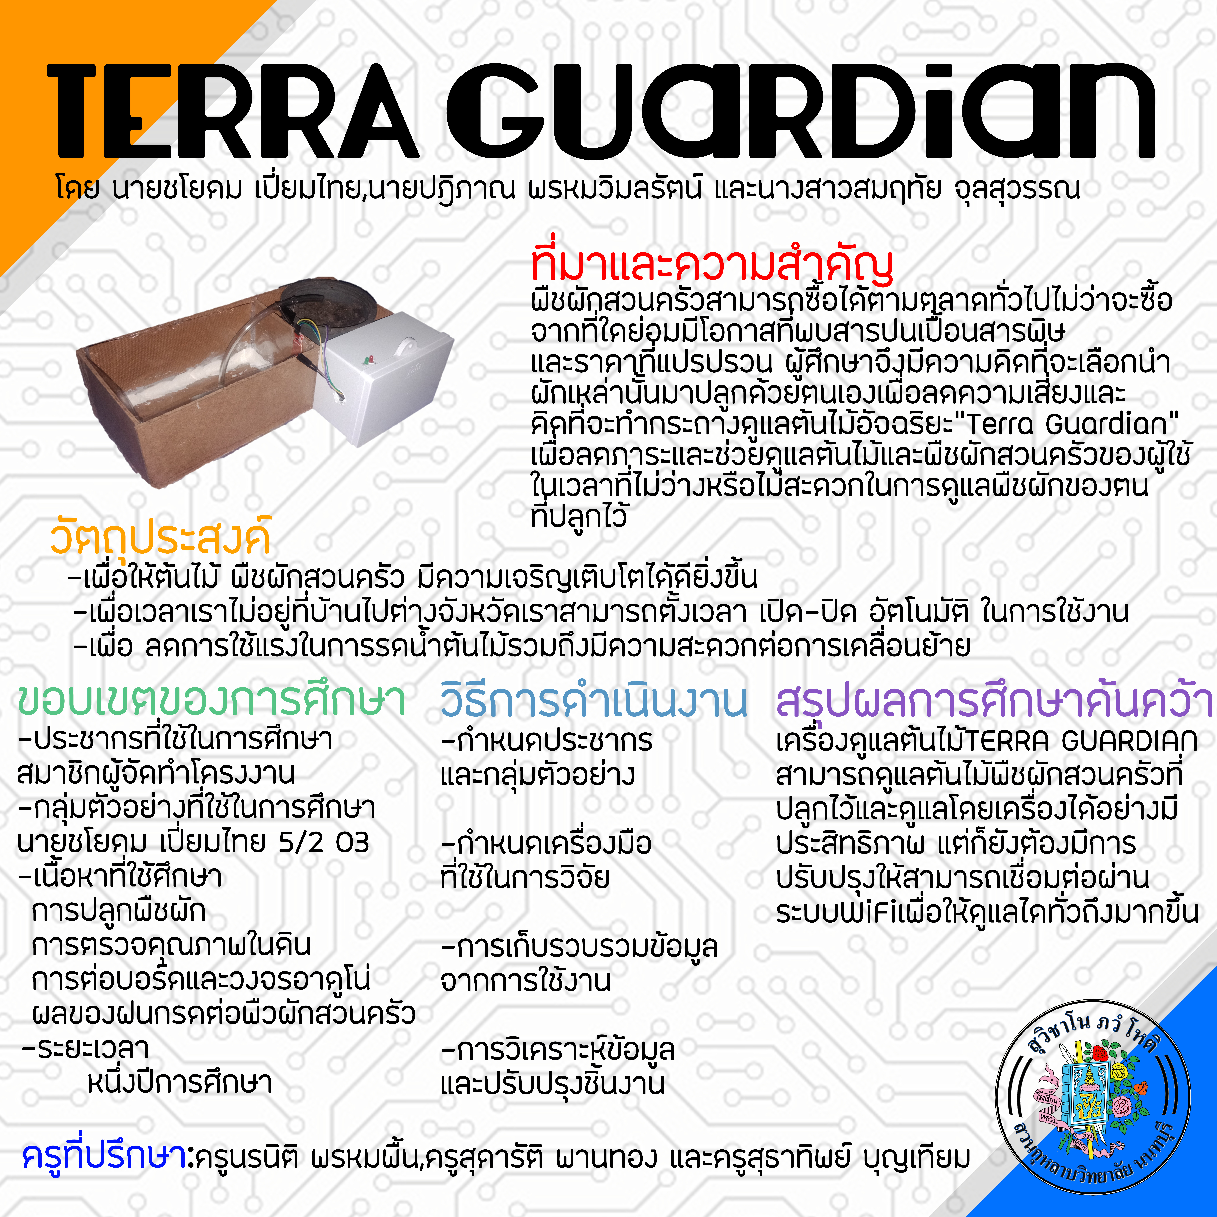 TERRA GUARDIAN
โดย นายชโยดม เปี่ยมไทย,นายปฏิภาณ พรหมวิมลรัตน์ และนางสาวสมฤทัย จุลสุวรรณ
ที่มาและความสำคัญ
พืชผักสวนครัวสามารถซื้อได้ตามตลาดทั่วไปไม่ว่าจะซื้อ
จากที่ใดย่อมมีโอกาสที่พบสารปนเปื้อนสารพิษ
และราคาที่แปรปรวน ผู้ศึกษาจึงมีความคิดที่จะเลือกนำ
ผักเหล่านั้นมาปลูกด้วยตนเองเพื่อลดความเสี่ยงและ
คิดที่จะทำกระถางดูแลต้นไม้อัจฉริยะ"Terra Guardian"
เพื่อลดภาระและช่วยดูแลต้นไม้และพืชผักสวนครัวของผู้ใช้
ในเวลาที่ไม่ว่างหรือไม่สะดวกในการดูแลพืชผักของตน
ที่ปลูกไว้
วัตถุประสงค์
-เพื่อให้ต้นไม้ พืชผักสวนครัว มีความเจริญเติบโตได้ดียิ่งขึ้น
-เพื่อเวลาเราไม่อยู่ที่บ้านไปต่างจังหวัดเราสามารถตั้งเวลา เปิด-ปิด อัตโนมัติ ในการใช้งาน
-เพื่อ ลดการใช้แรงในการรดน้ำต้นไม้รวมถึงมีความสะดวกต่อการเคลื่อนย้าย
ขอบเขตของการศึกษา
-ประชากรที่ใช้ในการศึกษา
สมาชิกผู้จัดทำโครงงาน
-กลุ่มตัวอย่างที่ใช้ในการศึกษา
นายชโยดม เปี่ยมไทย 5/2 03
-เนื้อหาที่ใช้ศึกษา
การปลูกพืชผัก
การตรวจคุณภาพในดิน
การต่อบอร์ดและวงจรอาดูโน่
ผลของฝนกรดต่อพืวผักสวนครัว
-ระยะเวลา
หนึ่งปีการศึกษา
วิธีการดำเนินงาน
-กำหนดประชากร
และกลุ่มตัวอย่าง
-กำหนดเครื่องมือ
ที่ใช้ในการวิจัย
-การเก็บรวบรวมข้อมูล
จากการใช้งาน
-การวิเคราะห์ข้อมูล
และปรับปรุงชิ้นงาน
สรุปผลการศึกษาค้นคว้า
เครื่องดูแลต้นไม้TERRA GUARDIAN
สามารถดูแลต้นไม้พืชผักสวนครัวที่
ปลูกไว้และดูแลโดยเครื่องได้อย่างมี
ประสิทธิภาพ แต่ก็ยังต้องมีการ
ปรับปรุงให้สามารถเชื่อมต่อผ่าน
ระบบWiFiเพื่อให้ดูแลไดทั่วถึงมากขึ้น
สุวิชาโน ภวํ โหติ
สวนกุหลาบวิทยาลัย นนทบุรี
ครูที่ปรึกษา:ครูนรนิติ พรหมพื้น,ครูสุดารัติ พานทอง และครูสุธาทิพย์ บุญเทียม